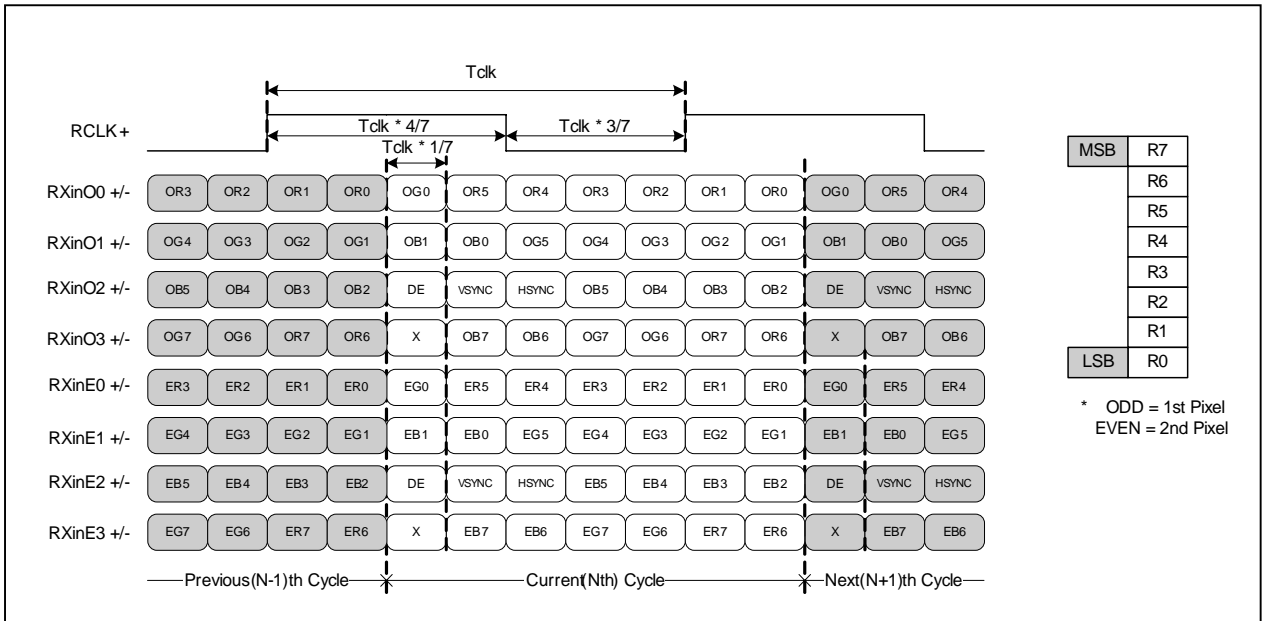 Tclk
RCLK+
Tclk * 4/7
Tclk * 3/7
Tclk * 1/7
RXinO0 +/- OR3 OR2 OR1 OR0 OG0 OR5 OR4 OR3 OR2 OR1 OR0 OG0 OR5 OR4
RXinO1 +/- OG4 OG3 OG2 OG1 OB1 OB0 OG5 OG4 OG3 OG2 OG1 OB1 OB0 OG5
RXinO2 +/- OB5 OB4 OB3 OB2 DE VSYNC HSYNC OB5 OB4 OB3 OB2 DE VSYNC HSYNC
RXinO3 +/- OG7 OG6 OR7 OR6 X OB7 OB6 OG7 OG6 OR7 OR6 X OB7 OB6
RXinE0 +/- ER3 ER2 ER1 ER0 EG0 ER5 ER4 ER3 ER2 ER1 ER0 EG0 ER5 ER4
RXinE1 +/- EG4 EG3 EG2 EG1 EB1 EB0 EG5 EG4 EG3 EG2 EG1 EB1 EB0 EG5
RXinE2 +/- EB5 EB4 EB3 EB2 DE VSYNC HSYNC EB5 EB4 EB3 EB2 DE VSYNC HSYNC
RXinE3 +/- EG7 EG6 ER7 ER6 X EB7 EB6 EG7 EG6 ER7 ER6 X EB7 EB6
Previous(N-1)th Cycle Current(Nth) Cycle Next(N+1)th Cycle
MSB R7
R6
R5
R4
R3
R2
R1
LSB R0
* ODD = 1st Pixel
EVEN = 2nd Pixel